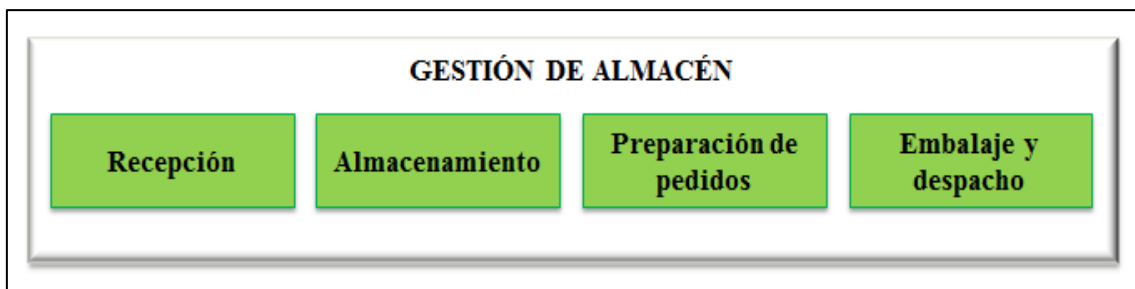 GESTIÓN DE ALMACÉN
Recepción
Almacenamiento
Preparación de
pedidos
Embalaje y
despacho